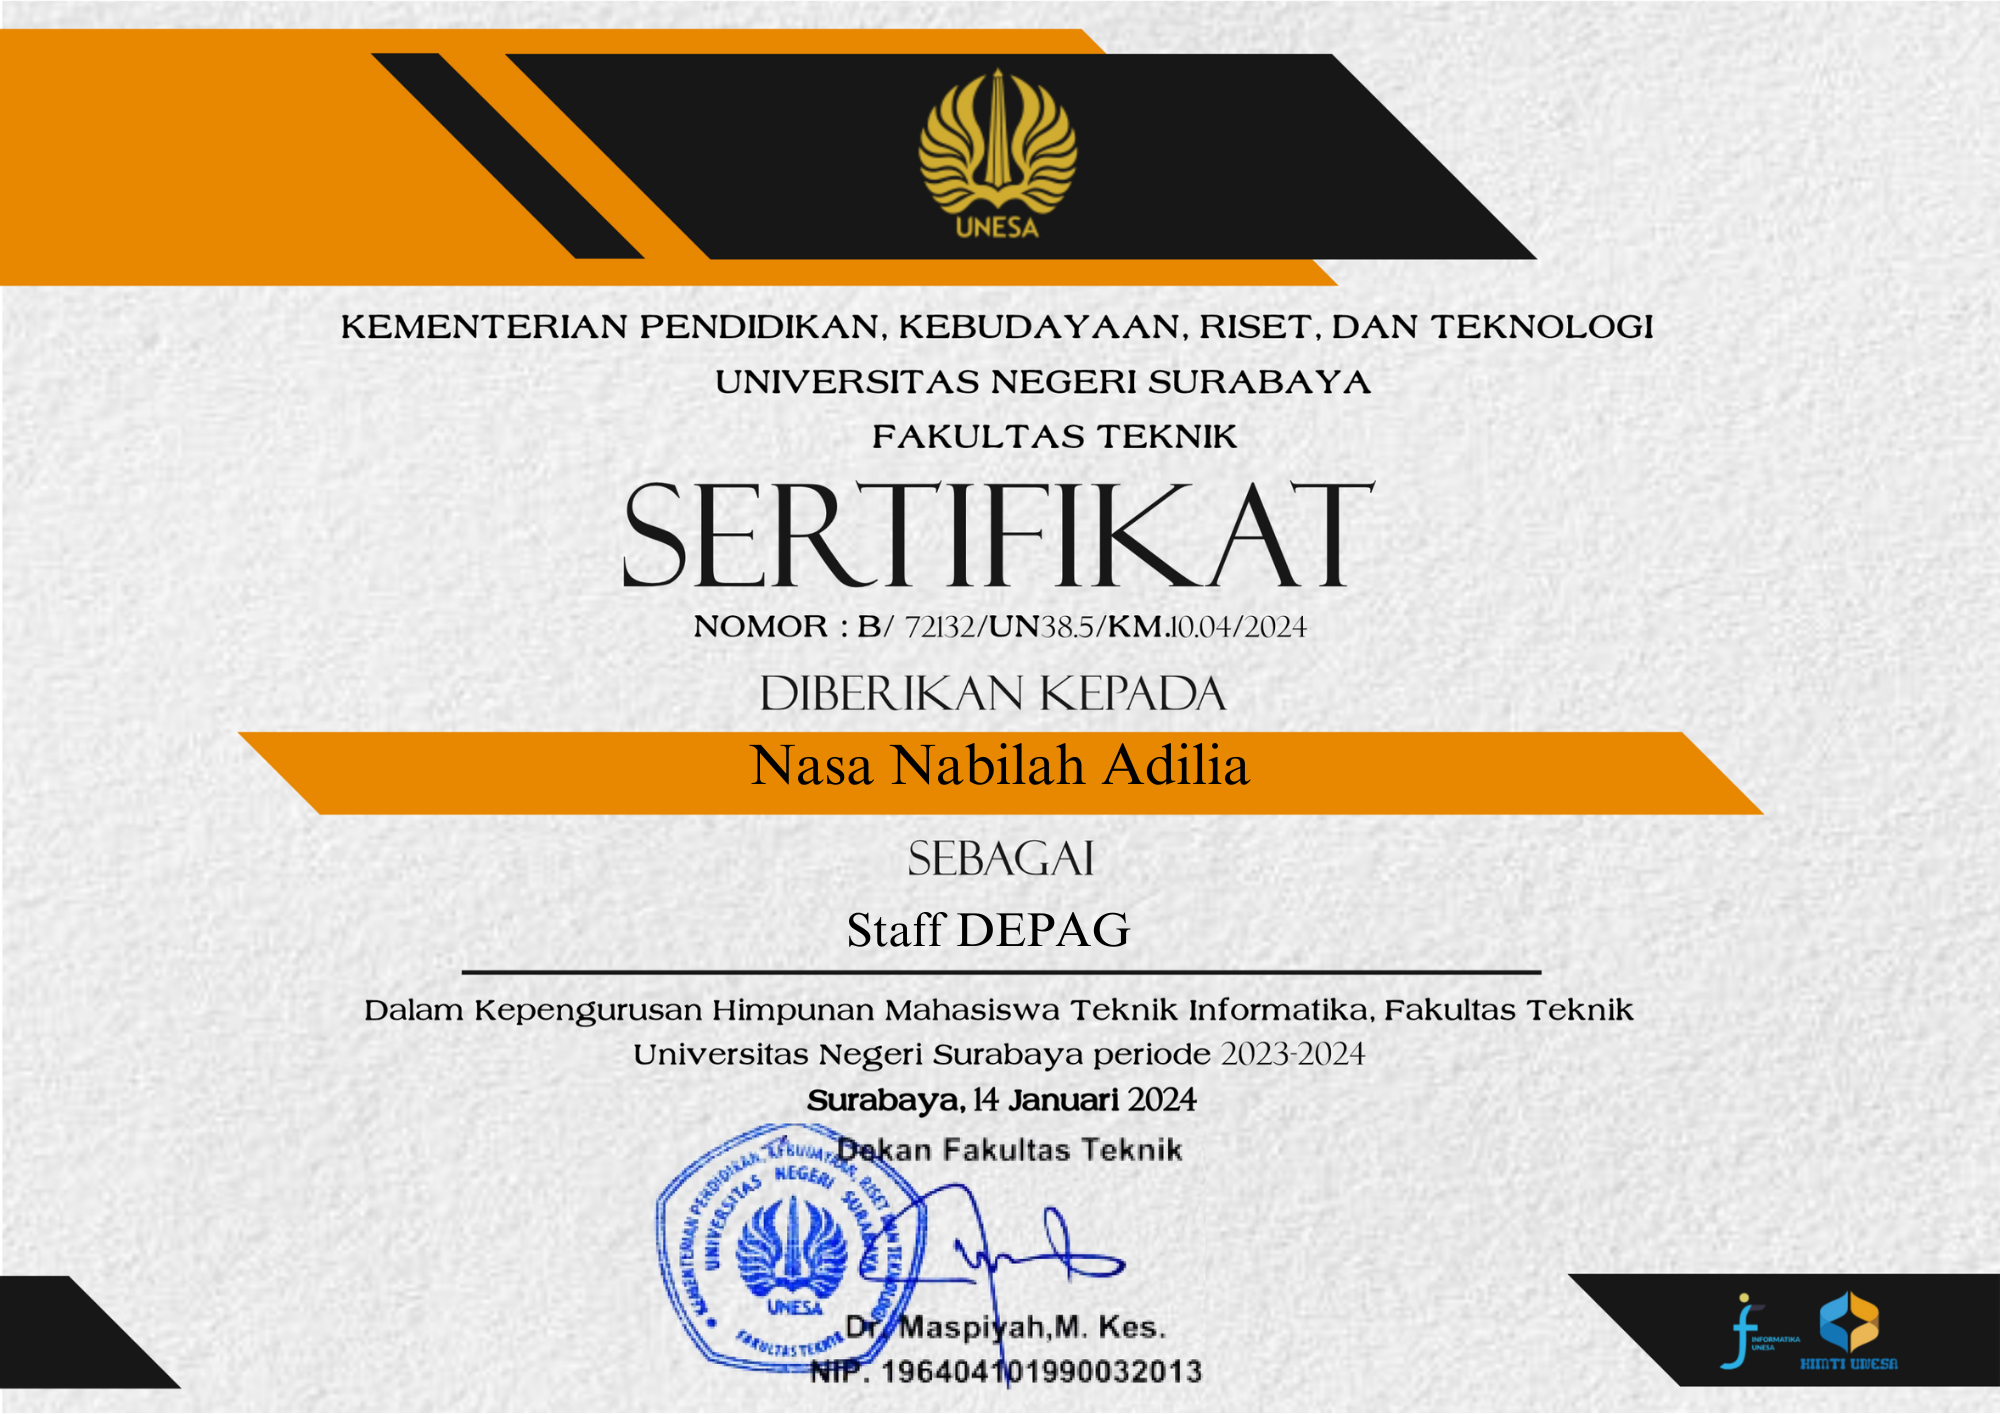 UNESA
KEMENTERIAN PENDIDIKAN, KEBUDAYAAN, RISET, DAN TEKNOLOGI
UNIVERSITAS NEGERI SURABAYA
FAKULTAS TEKNIK
SERTIFIKAT
NOMOR : B/ 72132/UN38.5/KM.10.04/2024
DIBERIKAN KEPADA
Nasa Nabilah Adilia
SEBAGAI
Staff DEPAG
Dalam Kepengurusan Himpunan Mahasiswa Teknik Informatika, Fakultas Teknik
Universitas Negeri Surabaya periode 2023-2024
Surabaya, 14 Januari 2024
Dekan Fakultas Teknik
KEMENTERIAN PENDIDIKAN, KEBUDAYAAN, RISET DAN TEKNOLOGI
UNIVERSITAS NEGERI SURABAYA
UNESA
FAKULTAS TEKNIK
Dr. Maspiyah,M. Kes.
NIP. 196404101990032013
INFORMATIKA
UNESA
HIMTI UNESA